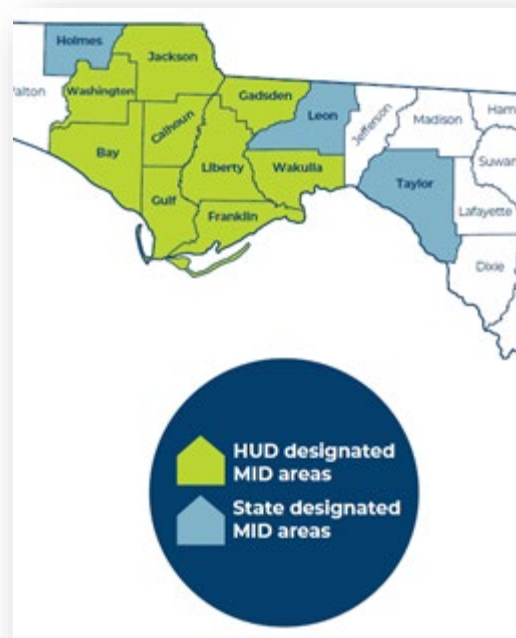 Holmes
Jackson
Washington
Calhoun
Gadsden
Leon
Jefferson
Madison
Bay
Liberty
Wakulla
Taylor
Gulf
Franklin
Lafayette
Dixie
HUD designated
MID areas
State designated
MID areas